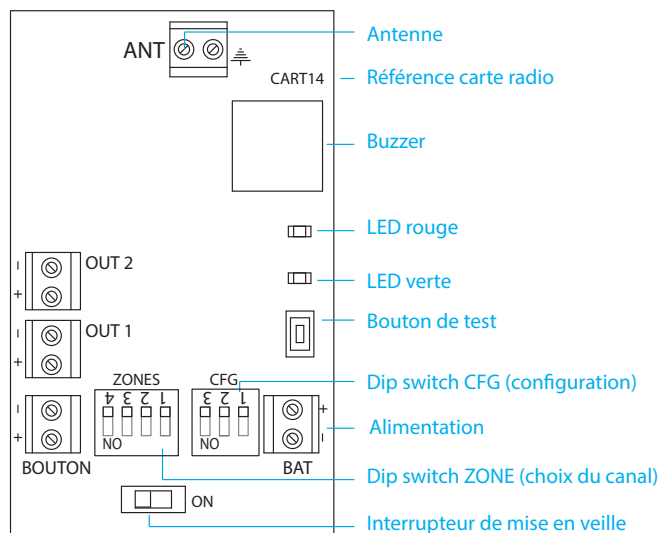 Antenne
ANT
CART14
Référence carte radio
Buzzer
LED rouge
OUT 2
-
+
LED verte
Bouton de test
OUT 1
-
+
ZONES
CFG
Dip switch CFG (configuration)
4 3 2 1
3 2 1
-
+
+
-
Alimentation
NO
NO
BOUTON
BAT
Dip switch ZONE (choix du canal)
ON
Interrupteur de mise en veille